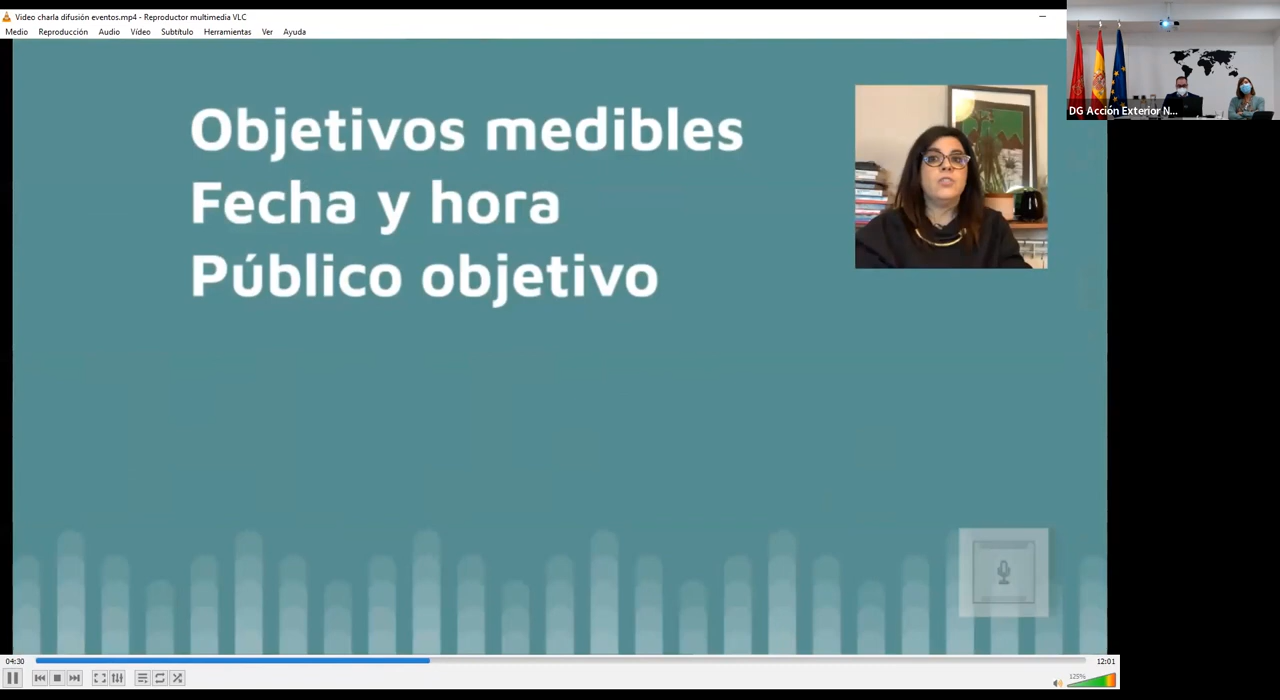 Video charla difusión eventos.mp4 - Reproductor multimedia VLC
Medio Reproducción Audio Vídeo Subtítulo Herramientas Ver Ayuda
DG Acción Exterior N...
Objetivos medibles
Fecha y hora
Público objetivo
04:30
12:01
125%